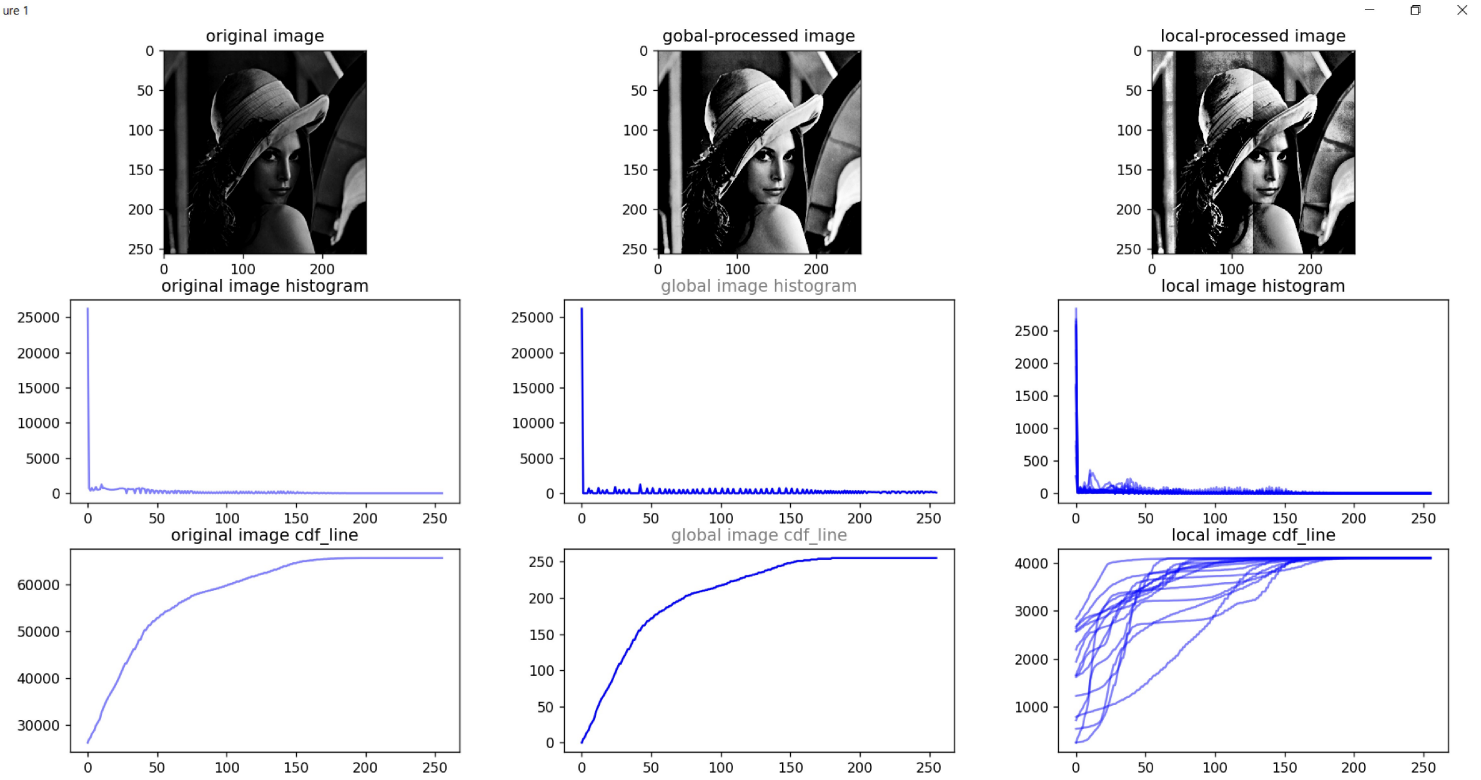 ure 1
original image
gobal-processed image
local-processed image
0
50
100
150
200
250
0 100 200
0
50
100
150
200
250
0 100 200
0
50
100
150
200
250
0 100 200
original image histogram
global image histogram
local image histogram
25000
20000
15000
10000
5000
0
0 50 100 150 200 250
25000
20000
15000
10000
5000
0
0 50 100 150 200 250
2500
2000
1500
1000
500
0
0 50 100 150 200 250
original image cdf_line
global image cdf_line
local image cdf_line
60000
50000
40000
30000
0 50 100 150 200 250
250
200
150
100
50
0
0 50 100 150 200 250
4000
3000
2000
1000
0 50 100 150 200 250